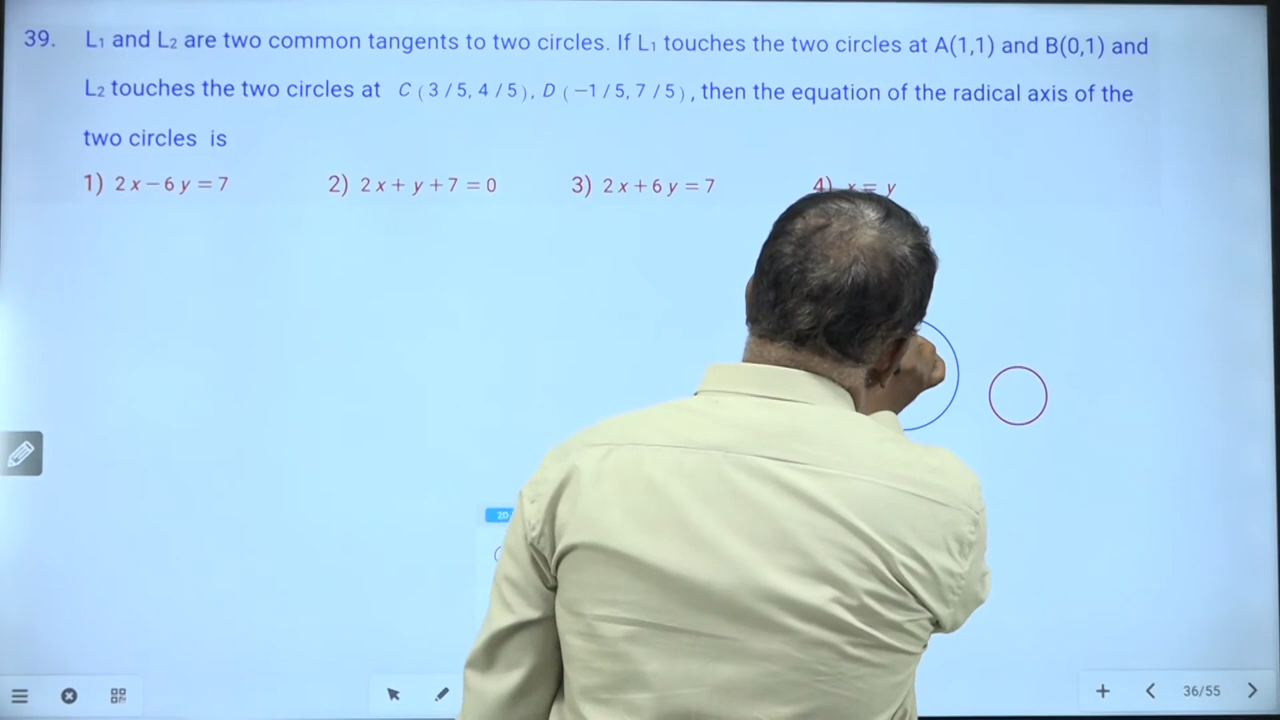 39. L₁ and L₂ are two common tangents to two circles. If L₁ touches the two circles at A(1,1) and B(0,1) and
L₂ touches the two circles at C (3/5, 4/5), D (−1/5, 7/5), then the equation of the radical axis of the
two circles is
1) 2x−6y=7 2) 2x+y+7=0 3) 2x+6y=7 4) x=y
36/55